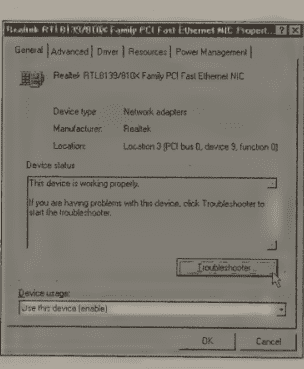 Realtek RTL8139/810X Family PCI Fast Ethernet NIC Propert... ? X
General Advanced Driver Resources Power Management
Realtek RTL8139/810X Family PCI Fast Ethernet NIC
Device type: Network adapters
Manufacturer: Realtek
Location: Location 3 (PCI bus 0, device 9, function 0)
Device status
This device is working properly.
If you are having problems with this device, click Troubleshooter to
start the troubleshooter.
Troubleshooter...
Device usage:
Use this device (enable)
OK Cancel